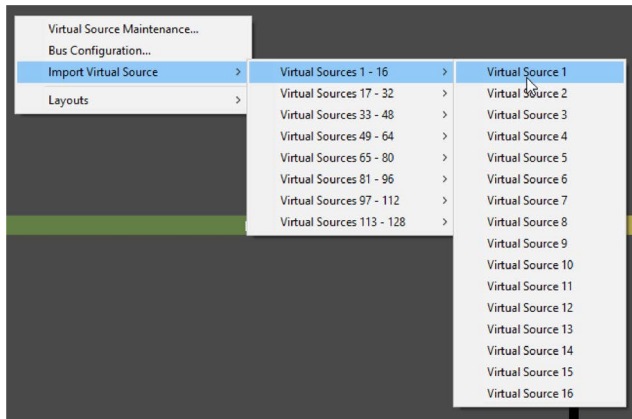 Virtual Source Maintenance...
Bus Configuration...
Import Virtual Source >
Layouts >
Virtual Sources 1 - 16 >
Virtual Sources 17 - 32 >
Virtual Sources 33 - 48 >
Virtual Sources 49 - 64 >
Virtual Sources 65 - 80 >
Virtual Sources 81 - 96 >
Virtual Sources 97 - 112 >
Virtual Sources 113 - 128 >
Virtual Source 1
Virtual Source 2
Virtual Source 3
Virtual Source 4
Virtual Source 5
Virtual Source 6
Virtual Source 7
Virtual Source 8
Virtual Source 9
Virtual Source 10
Virtual Source 11
Virtual Source 12
Virtual Source 13
Virtual Source 14
Virtual Source 15
Virtual Source 16